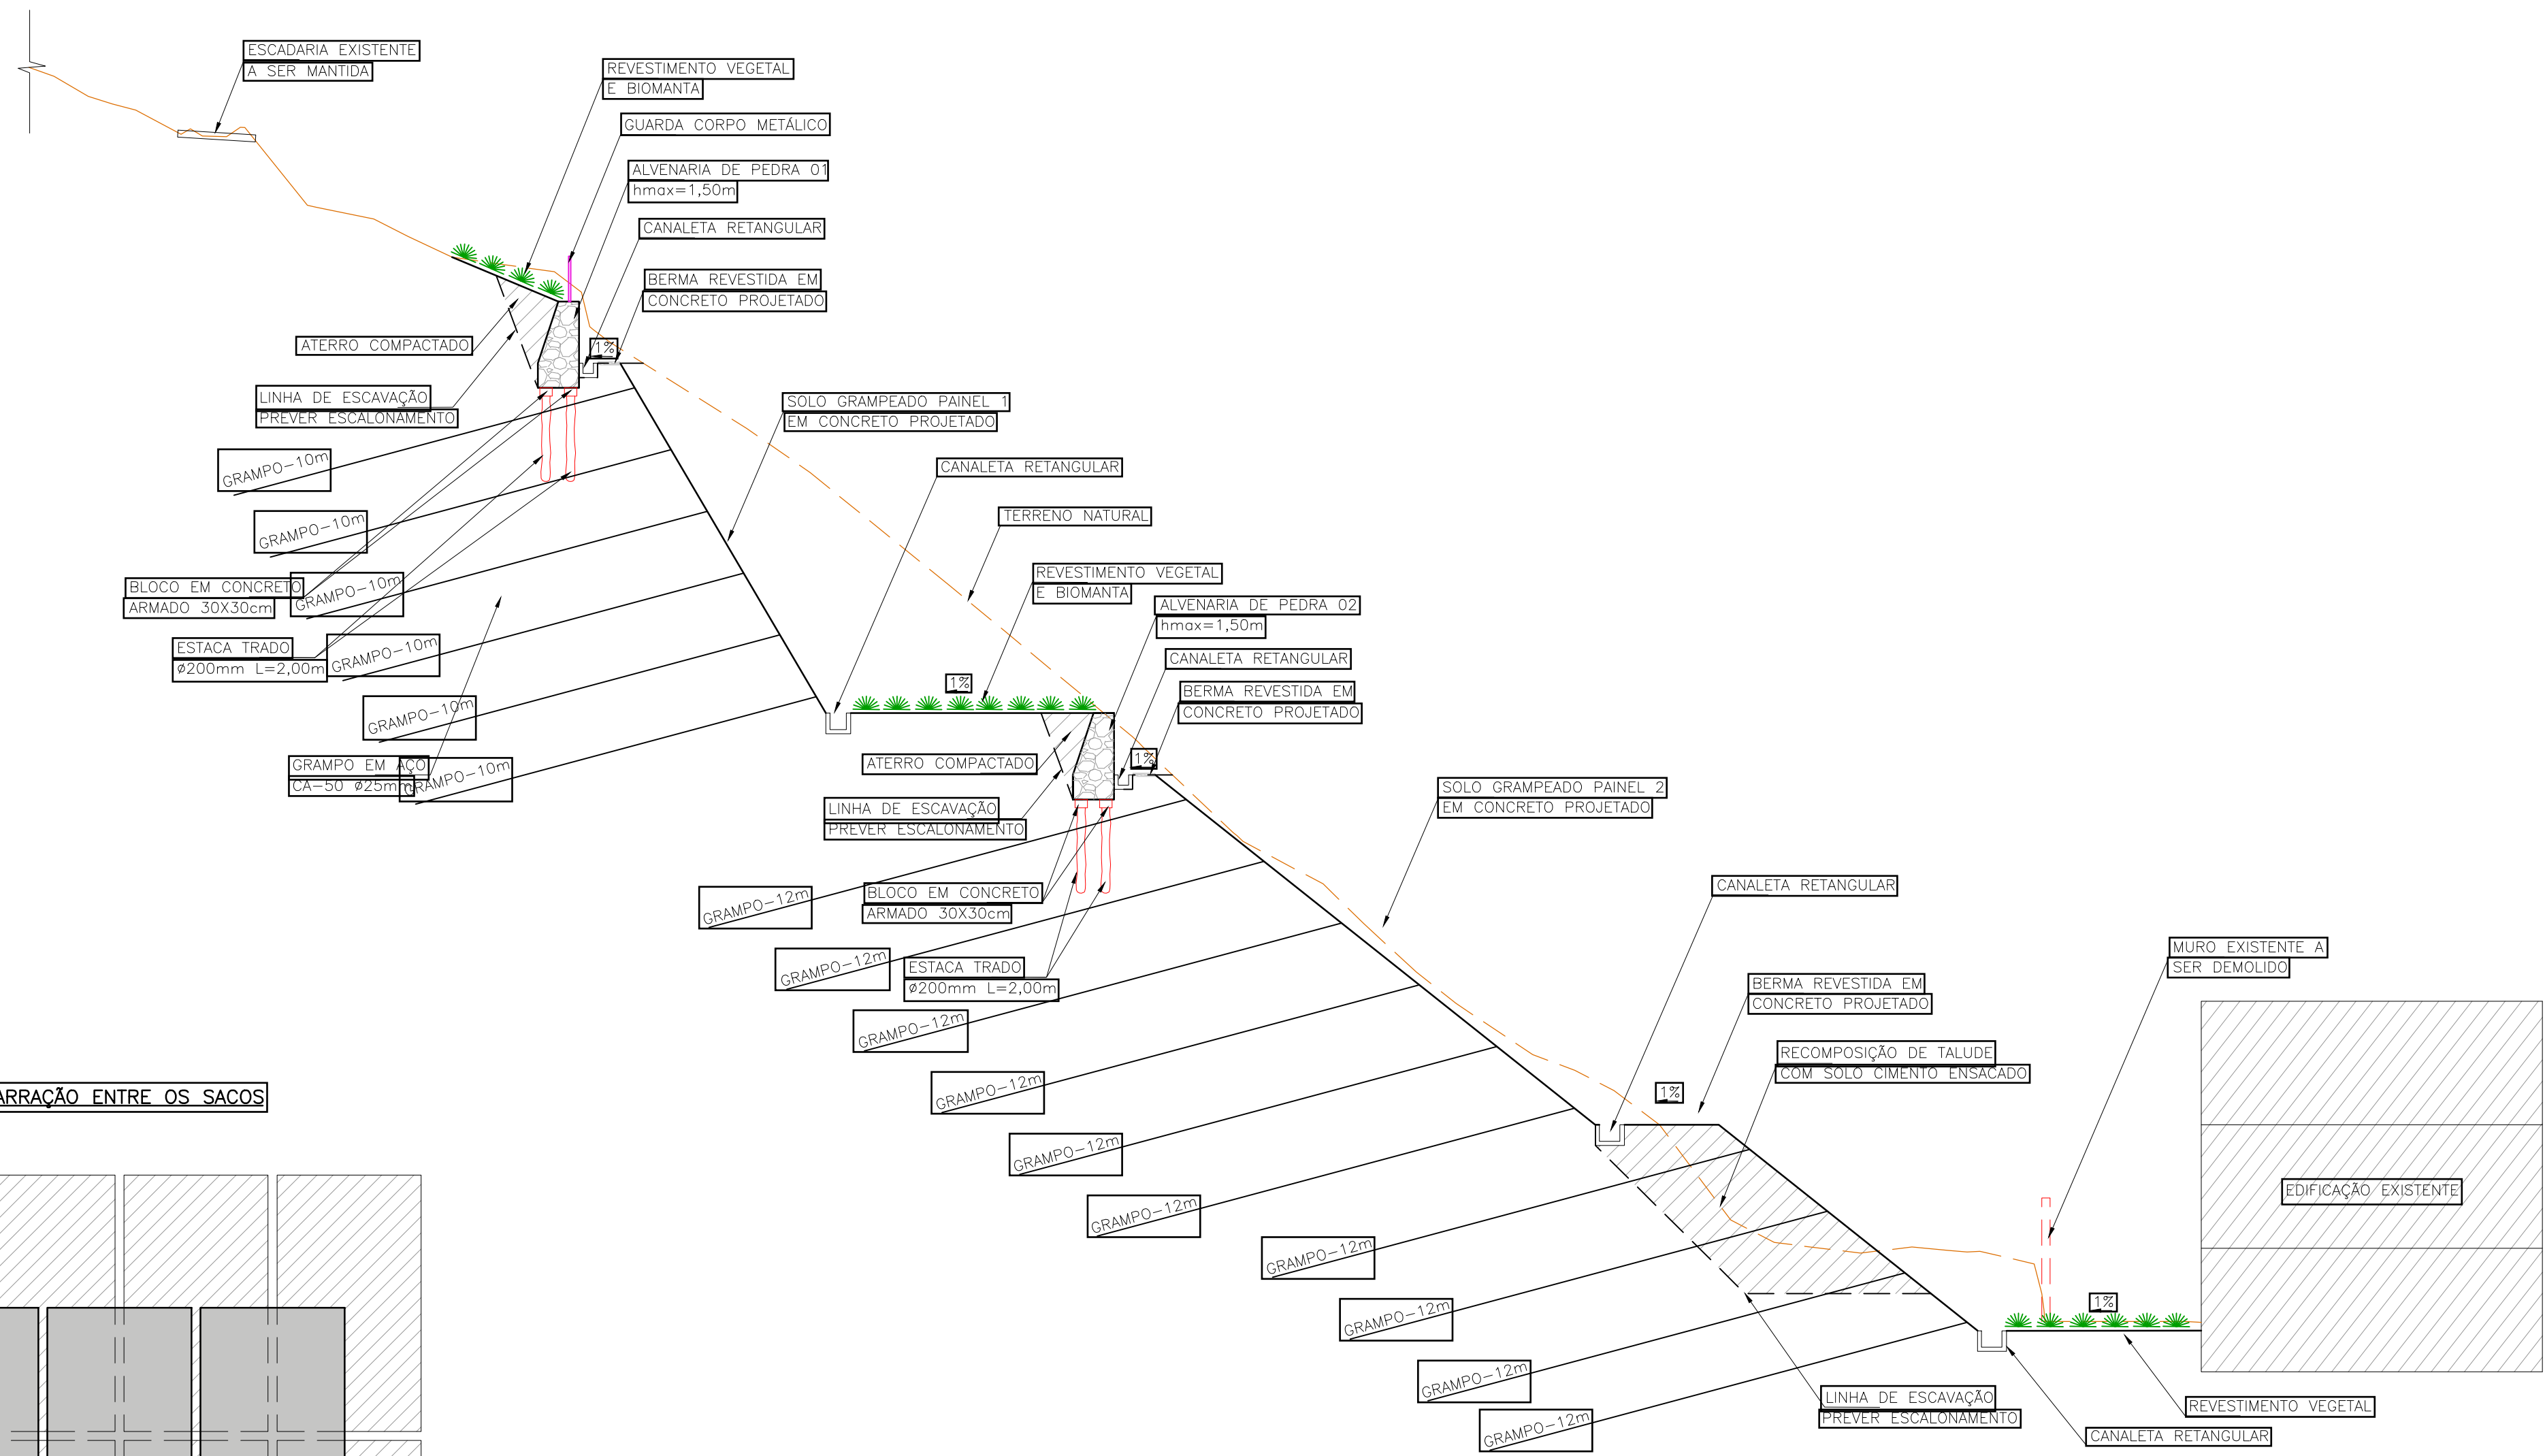 ESCADARIA EXISTENTE
A SER MANTIDA
REVESTIMENTO VEGETAL
E BIOMANTA
GUARDA CORPO METÁLICO
ALVENARIA DE PEDRA 01
hmax=1,50m
CANALETA RETANGULAR
BERMA REVESTIDA EM
CONCRETO PROJETADO
1%
ATERRO COMPACTADO
LINHA DE ESCAVAÇÃO
PREVER ESCALONAMENTO
SOLO GRAMPEADO PAINEL 1
EM CONCRETO PROJETADO
GRAMPO-10m
GRAMPO-10m
GRAMPO-10m
GRAMPO-10m
GRAMPO-10m
GRAMPO-10m
BLOCO EM CONCRETO
ARMADO 30X30cm
ESTACA TRADO
Ø200mm L=2,00m
GRAMPO EM AÇO
CA-50 Ø25mm
CANALETA RETANGULAR
TERRENO NATURAL
REVESTIMENTO VEGETAL
E BIOMANTA
ALVENARIA DE PEDRA 02
hmax=1,50m
CANALETA RETANGULAR
BERMA REVESTIDA EM
CONCRETO PROJETADO
1%
1%
ATERRO COMPACTADO
LINHA DE ESCAVAÇÃO
PREVER ESCALONAMENTO
SOLO GRAMPEADO PAINEL 2
EM CONCRETO PROJETADO
BLOCO EM CONCRETO
ARMADO 30X30cm
ESTACA TRADO
Ø200mm L=2,00m
GRAMPO-12m
GRAMPO-12m
GRAMPO-12m
GRAMPO-12m
GRAMPO-12m
GRAMPO-12m
GRAMPO-12m
GRAMPO-12m
GRAMPO-12m
GRAMPO-12m
CANALETA RETANGULAR
MURO EXISTENTE A
SER DEMOLIDO
BERMA REVESTIDA EM
CONCRETO PROJETADO
RECOMPOSIÇÃO DE TALUDE
COM SOLO CIMENTO ENSACADO
1%
EDIFICAÇÃO EXISTENTE
1%
LINHA DE ESCAVAÇÃO
PREVER ESCALONAMENTO
REVESTIMENTO VEGETAL
CANALETA RETANGULAR
ARRAÇÃO ENTRE OS SACOS